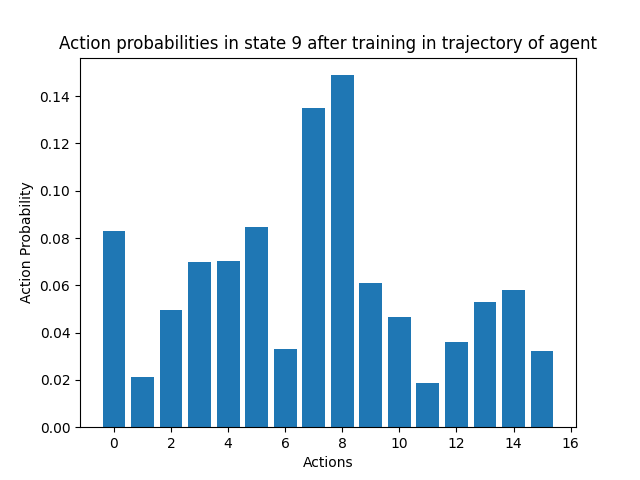 Action probabilities in state 9 after training in trajectory of agent
0.14
0.12
0.10
0.08
0.06
0.04
0.02
0.00
Action Probability
0 2 4 6 8 10 12 14 16
Actions